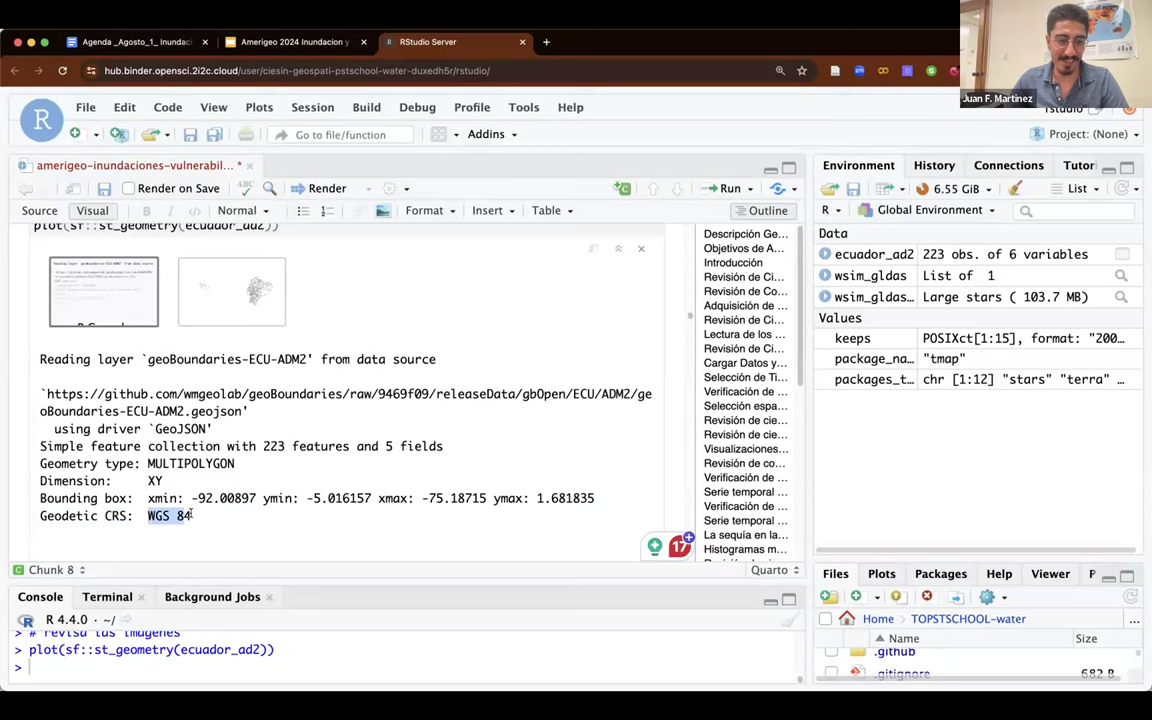 Agenda _Agosto_1_ Inundaci
Amerigeo 2024 Inundacion y
RStudio Server
hub.binder.opensci.2i2c.cloud/user/ciesin-geospati-pstschool-water-duxedh5r/rstudio/
Juan F. Martinez
rstudio
File Edit Code View Plots Session Build Debug Profile Tools Help
Go to file/function
Addins
Project: (None)
amerigeo-inundaciones-vulnerabil... *
Render on Save
Render
Run
Source Visual
B I
Normal
Format
Insert
Table
Outline
plot(sf::st_geometry(ecuador_ad2))
Reading layer `geoBoundaries-ECU-ADM2' from data source
`https://github.com/wmgeolab/geoBoundaries/raw/9469f09/releaseData/gbOpen/ECU/ADM2/ge
oBoundaries-ECU-ADM2.geojson'
using driver `GeoJSON'
Simple feature collection with 223 features and 5 fields
Geometry type: MULTIPOLYGON
Dimension: XY
Bounding box: xmin: -92.00897 ymin: -5.016157 xmax: -75.18715 ymax: 1.681835
Geodetic CRS: WGS 84
17
Chunk 8
Quarto
Descripción Ge...
Objetivos de A...
Introducción
Revisión de Ci...
Revisión de Co...
Adquisición de ...
Revisión de Ci...
Lectura de los ...
Revisión de Ci...
Cargar Datos y...
Selección de Ti...
Verificación de ...
Selección espa...
Revisión de cie...
Revisión de cie...
Visualizaciones...
Revisión de co...
Verificación de ...
Serie temporal ...
Verificación de ...
Serie temporal ...
La sequía en la...
Histogramas m...
Console Terminal Background Jobs
R 4.4.0 · ~/
> # revisa las imagenes
> plot(sf::st_geometry(ecuador_ad2))
>
Environment History Connections Tutor
6.55 GiB
List
R
Global Environment
Data
ecuador_ad2 223 obs. of 6 variables
wsim_gldas List of 1
wsim_gldas... Large stars ( 103.7 MB)
Values
keeps POSIXct[1:15], format: "200...
package_na... "tmap"
packages_t... chr [1:12] "stars" "terra" ...
Files Plots Packages Help Viewer P
Home TOPSTSCHOOL-water
...
Name Size
.github
.gitignore 682 B